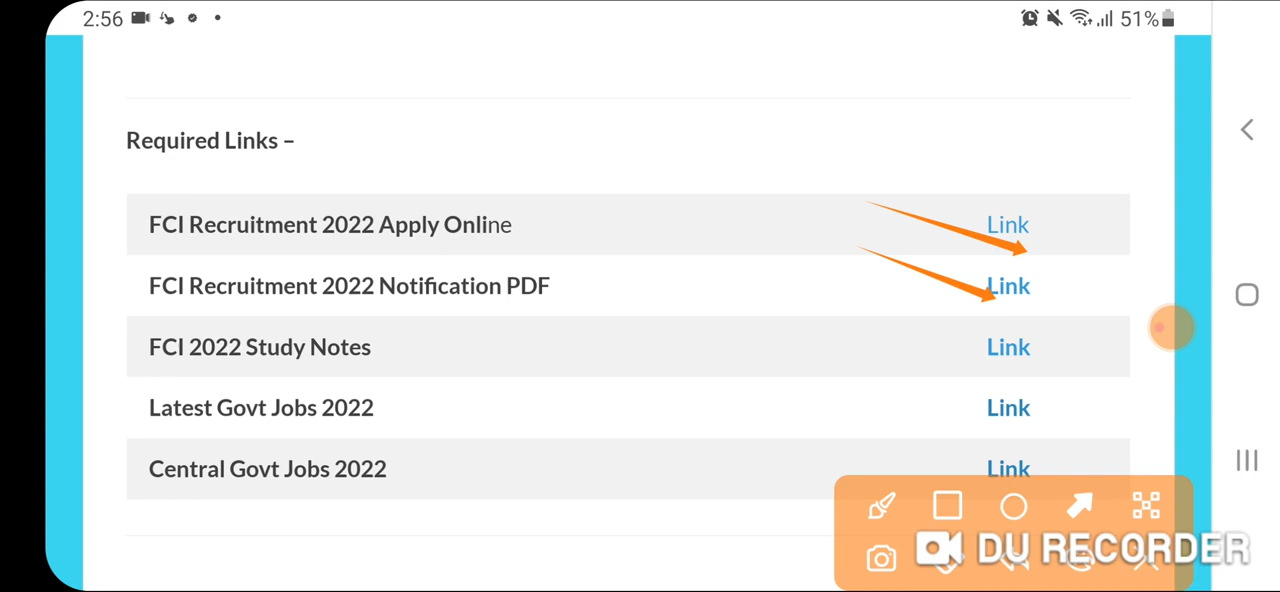 2:56
51%
Required Links –
FCI Recruitment 2022 Apply Online Link
FCI Recruitment 2022 Notification PDF Link
FCI 2022 Study Notes Link
Latest Govt Jobs 2022 Link
Central Govt Jobs 2022 Link
DU RECORDER